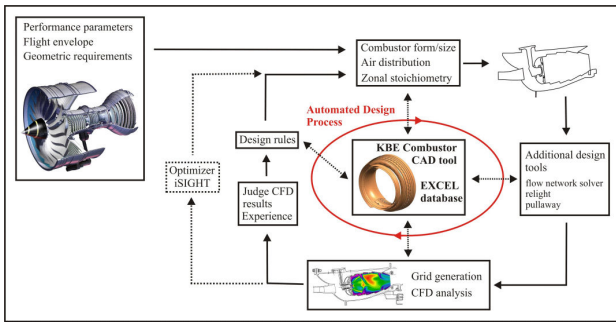 Performance parameters
Flight envelope
Geometric requirements
Combustor form/size
Air distribution
Zonal stoichiometry
Automated Design
Process
KBE Combustor
CAD tool
EXCEL
database
Design rules
Optimizer
iSIGHT
Judge CFD
results
Experience
Additional design
tools
flow network solver
relight
pullaway
Grid generation
CFD analysis